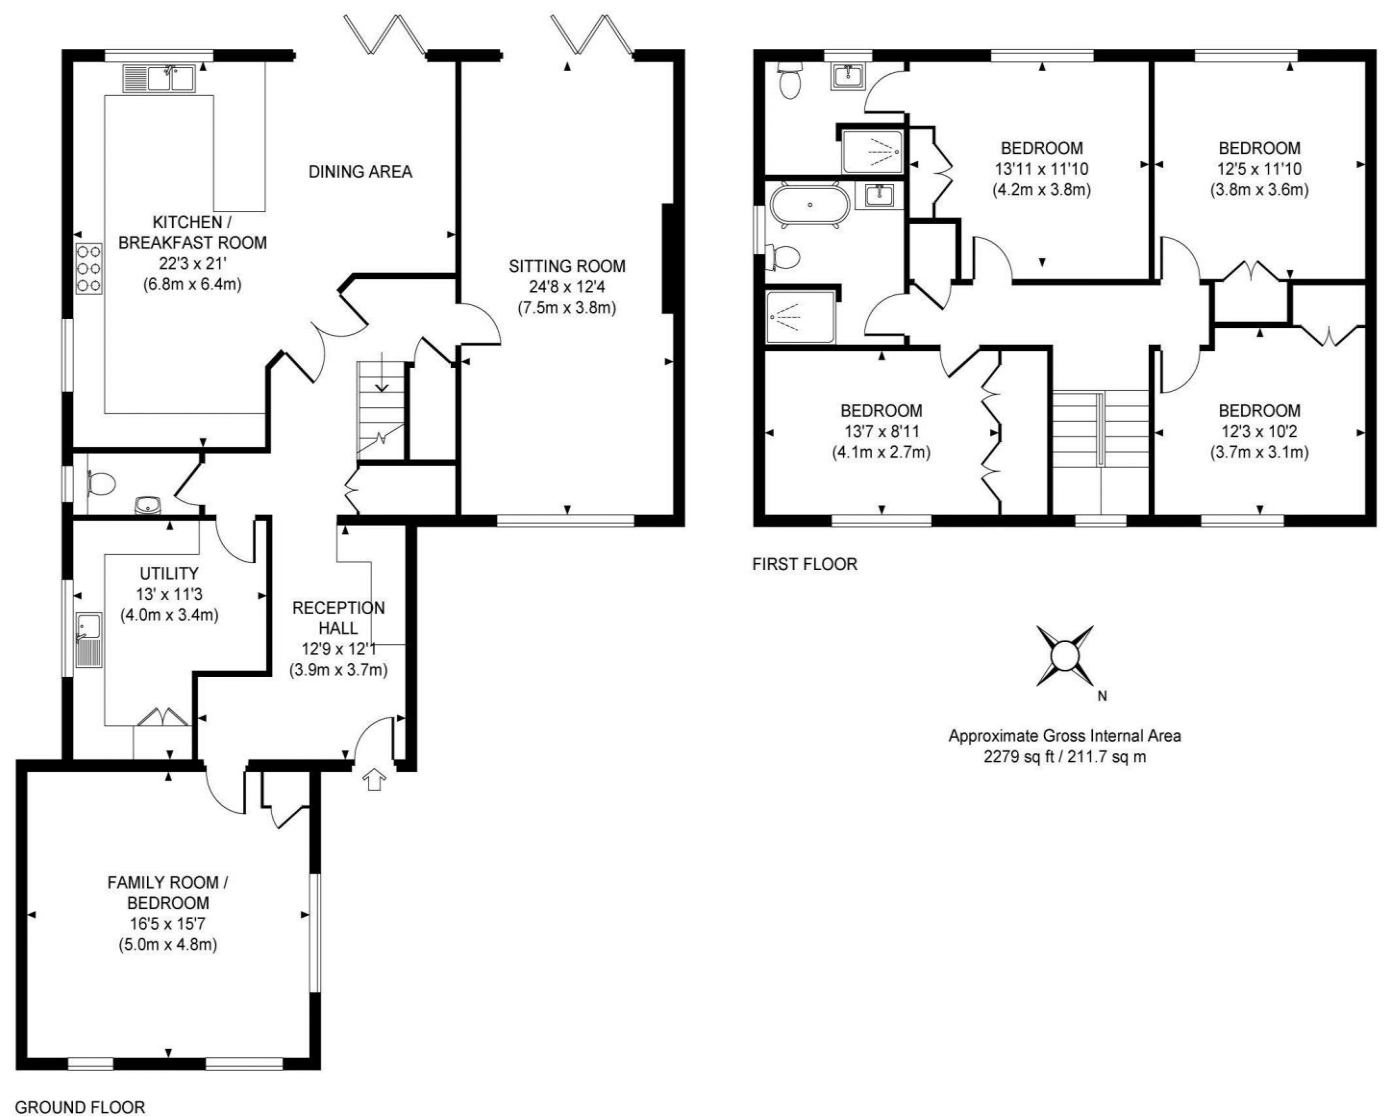 DINING AREA
KITCHEN /
BREAKFAST ROOM
22'3 x 21'
(6.8m x 6.4m)
SITTING ROOM
24'8 x 12'4
(7.5m x 3.8m)
UTILITY
13' x 11'3
(4.0m x 3.4m)
RECEPTION
HALL
12'9 x 12'1
(3.9m x 3.7m)
FAMILY ROOM /
BEDROOM
16'5 x 15'7
(5.0m x 4.8m)
GROUND FLOOR
BEDROOM
13'11 x 11'10
(4.2m x 3.8m)
BEDROOM
12'5 x 11'10
(3.8m x 3.6m)
BEDROOM
13'7 x 8'11
(4.1m x 2.7m)
BEDROOM
12'3 x 10'2
(3.7m x 3.1m)
FIRST FLOOR
N
Approximate Gross Internal Area
2279 sq ft / 211.7 sq m